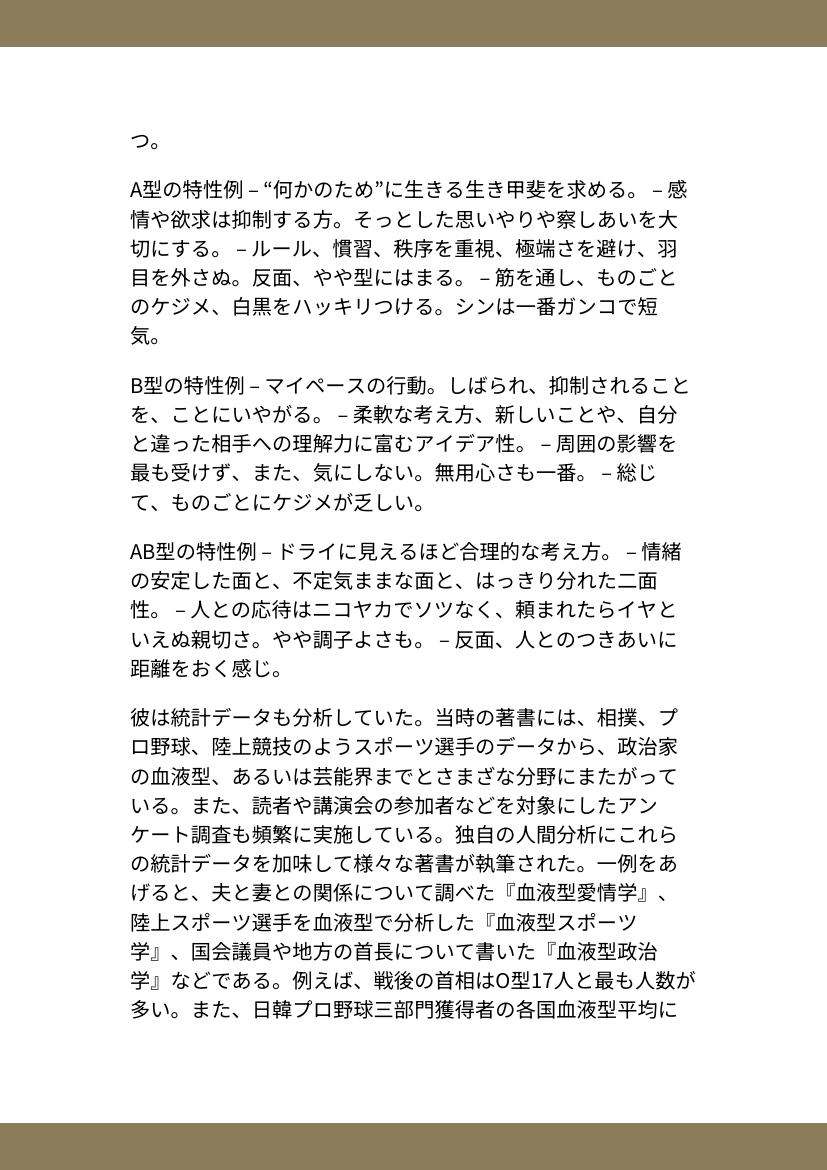 つ。
A型の特性例 – “何かのため”に生きる生き甲斐を求める。 – 感
情や欲求は抑制する方。そっとした思いやりや察しあいを大
切にする。 – ルール、慣習、秩序を重視、極端さを避け、羽
目を外さぬ。反面、やや型にはまる。 – 筋を通し、ものごと
のケジメ、白黒をハッキリつける。シンは一番ガンコで短
気。
B型の特性例 – マイペースの行動。しばられ、抑制されること
を、ことにいやがる。 – 柔軟な考え方、新しいことや、自分
と違った相手への理解力に富むアイデア性。 – 周囲の影響を
最も受けず、また、気にしない。無用心さも一番。 – 総じ
て、ものごとにケジメが乏しい。
AB型の特性例 – ドライに見えるほど合理的な考え方。 – 情緒
の安定した面と、不定気ままな面と、はっきり分れた二面
性。 – 人との応待はニコヤカでソツなく、頼まれたらイヤと
いえぬ親切さ。やや調子よさも。 – 反面、人とのつきあいに
距離をおく感じ。
彼は統計データも分析していた。当時の著書には、相撲、プ
ロ野球、陸上競技のようスポーツ選手のデータから、政治家
の血液型、あるいは芸能界までとさまざな分野にまたがって
いる。また、読者や講演会の参加者などを対象にしたアン
ケート調査も頻繁に実施している。独自の人間分析にこれら
の統計データを加味して様々な著書が執筆された。一例をあ
げると、夫と妻との関係について調べた『血液型愛情学』、
陸上スポーツ選手を血液型で分析した『血液型スポーツ
学』、国会議員や地方の首長について書いた『血液型政治
学』などである。例えば、戦後の首相はO型17人と最も人数が
多い。また、日韓プロ野球三部門獲得者の各国血液型平均に